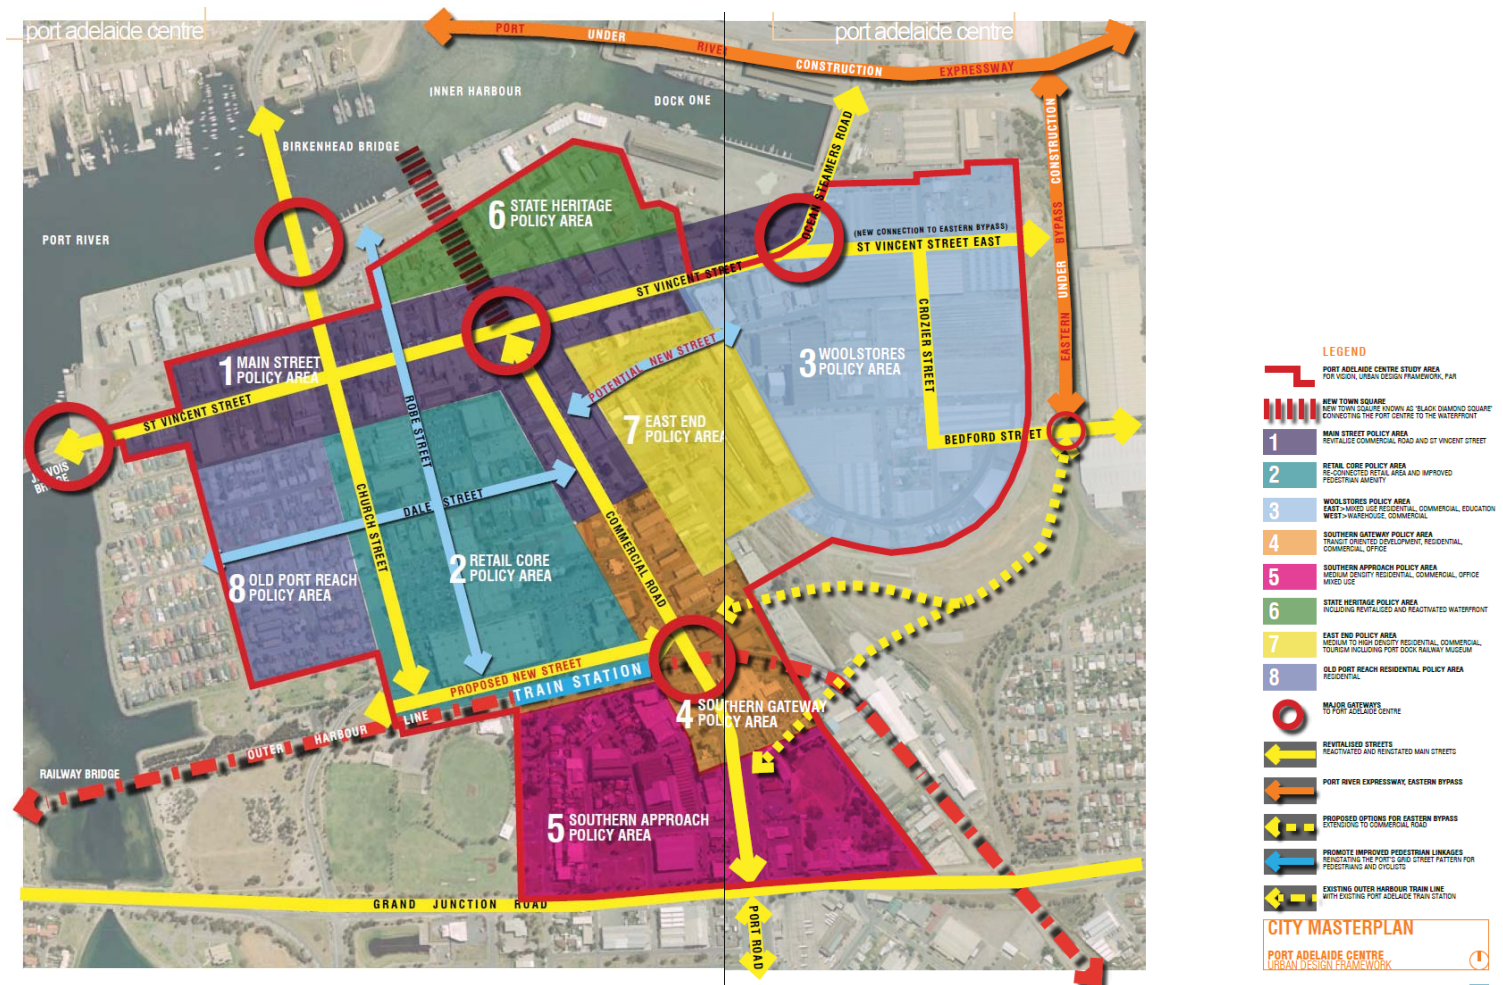 port adelaide centre
port adelaide centre
PORT UNDER RIVER CONSTRUCTION EXPRESSWAY
INNER HARBOUR
DOCK ONE
BIRKENHEAD BRIDGE
PORT RIVER
OCEAN STEAMERS ROAD
EASTERN UNDER BYPASS CONSTRUCTION
6 STATE HERITAGE
POLICY AREA
(NEW CONNECTION TO EASTERN BYPASS)
ST VINCENT STREET EAST
ST VINCENT STREET
1 MAIN STREET
POLICY AREA
3 WOOLSTORES
POLICY AREA
CROZIER STREET
POTENTIAL NEW STREET
ROBE STREET
ST VINCENT STREET
7 EAST END
POLICY AREA
BEDFORD STREET
BRIDGE
DALE STREET
CHURCH STREET
COMMERCIAL ROAD
2 RETAIL CORE
POLICY AREA
8 OLD PORT REACH
POLICY AREA
PROPOSED NEW STREET
TRAIN STATION
4 SOUTHERN GATEWAY
POLICY AREA
OUTER HARBOUR LINE
RAILWAY BRIDGE
5 SOUTHERN APPROACH
POLICY AREA
GRAND JUNCTION ROAD
PORT ROAD
LEGEND
PORT ADELAIDE CENTRE STUDY AREA
FOR VISION, URBAN DESIGN FRAMEWORK, PAR
NEW TOWN SQUARE
NEW TOWN SQAURE KNOWN AS 'BLACK DIAMOND SQUARE'
CONNECTING THE PORT CENTRE TO THE WATERFRONT
1
MAIN STREET POLICY AREA
REVITALISE COMMERCIAL ROAD AND ST VINCENT STREET
2
RETAIL CORE POLICY AREA
RE-CONNECTED RETAIL AREA AND IMPROVED
PEDESTRIAN AMENITY
3
WOOLSTORES POLICY AREA
EAST>MIXED USE RESIDENTIAL, COMMERCIAL, EDUCATION
WEST>WAREHOUSE, COMMERCIAL
4
SOUTHERN GATEWAY POLICY AREA
TRANSIT ORIENTED DEVELOPMENT, RESIDENTIAL,
COMMERCIAL, OFFICE
5
SOUTHERN APPROACH POLICY AREA
MEDIUM DENSITY RESIDENTIAL, COMMERCIAL, OFFICE
MIXED USE
6
STATE HERITAGE POLICY AREA
INCLUDING REVITALISED AND REACTIVATED WATERFRONT
7
EAST END POLICY AREA
MEDIUM TO HIGH DENSITY RESIDENTIAL, COMMERCIAL,
TOURISM INCLUDING PORT DOCK RAILWAY MUSEUM
8
OLD PORT REACH RESIDENTIAL POLICY AREA
RESIDENTIAL
MAJOR GATEWAYS
TO PORT ADELAIDE CENTRE
REVITALISED STREETS
REACTIVATED AND REINSTATED MAIN STREETS
PORT RIVER EXPRESSWAY, EASTERN BYPASS
PROPOSED OPTIONS FOR EASTERN BYPASS
EXTENSIONS TO COMMERCIAL ROAD
PROMOTE IMPROVED PEDESTRIAN LINKAGES
REINSTATING THE PORT'S GRID STREET PATTERN FOR
PEDESTRIANS AND CYCLISTS
EXISTING OUTER HARBOUR TRAIN LINE
WITH EXISTING PORT ADELAIDE TRAIN STATION
CITY MASTERPLAN
PORT ADELAIDE CENTRE
URBAN DESIGN FRAMEWORK